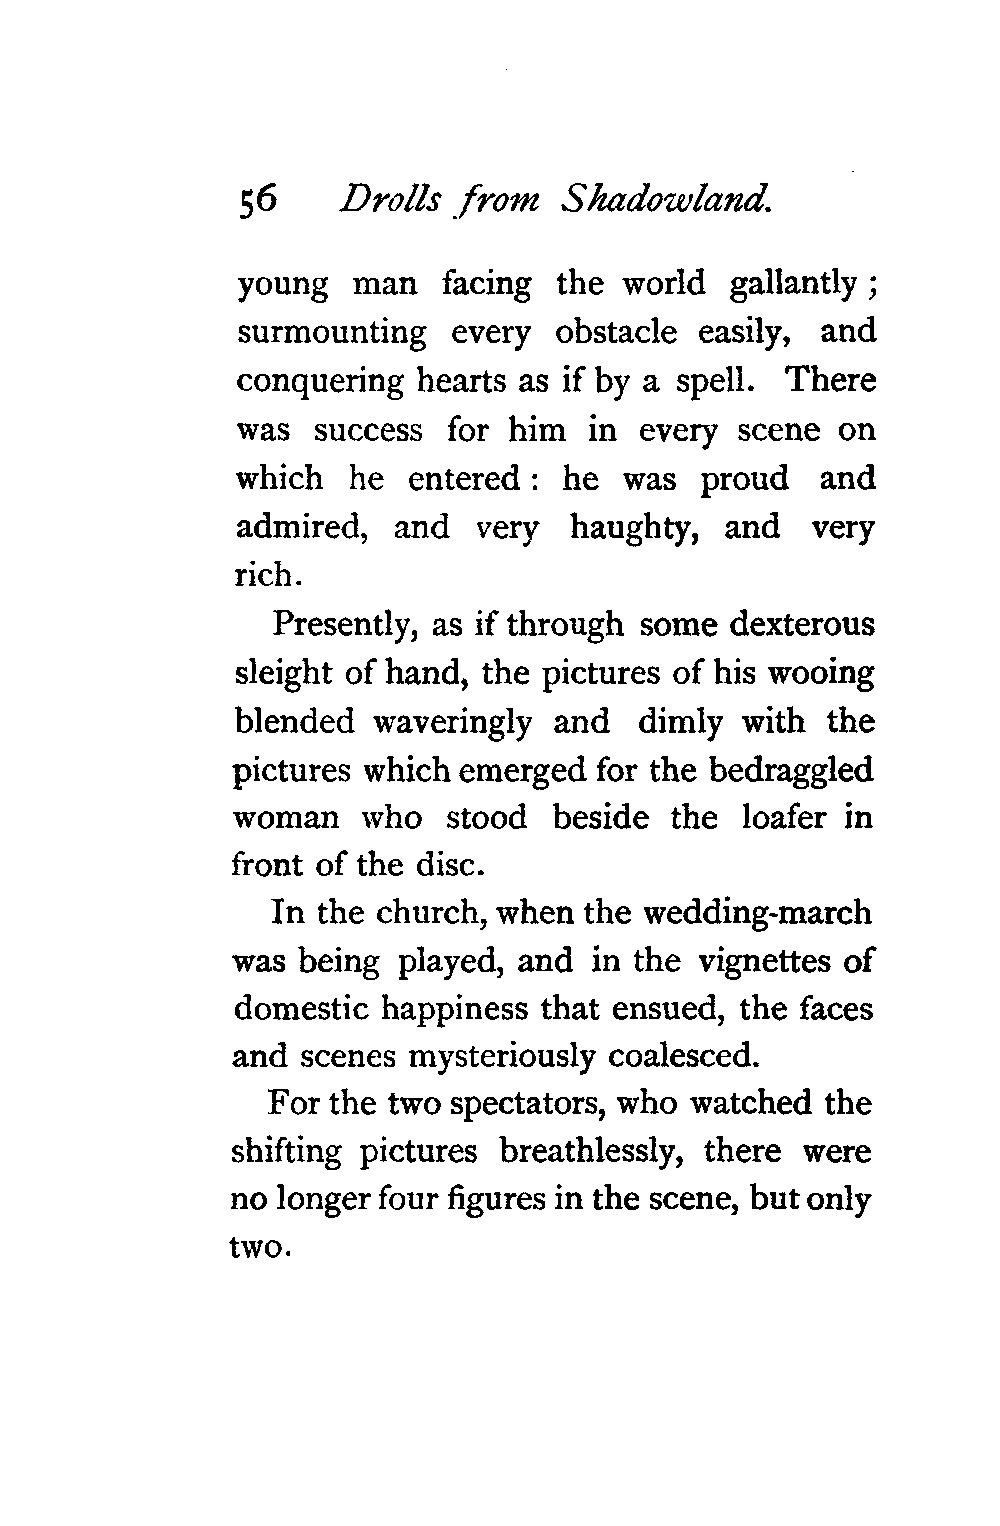 56 Drolls from Shadowland.
young man facing the world gallantly ;
surmounting every obstacle easily, and
conquering hearts as if by a spell. There
was success for him in every scene on
which he entered : he was proud and
admired, and very haughty, and very
rich.
Presently, as if through some dexterous
sleight of hand, the pictures of his wooing
blended waveringly and dimly with the
pictures which emerged for the bedraggled
woman who stood beside the loafer in
front of the disc.
In the church, when the wedding-march
was being played, and in the vignettes of
domestic happiness that ensued, the faces
and scenes mysteriously coalesced.
For the two spectators, who watched the
shifting pictures breathlessly, there were
no longer four figures in the scene, but only
two.